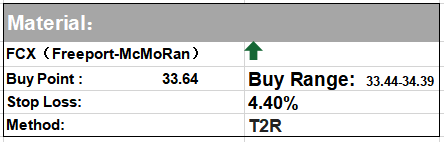 Material：
FCX（Freeport-McMoRan）
Buy Point : 33.64 Buy Range: 33.44-34.39
Stop Loss: 4.40%
Method: T2R